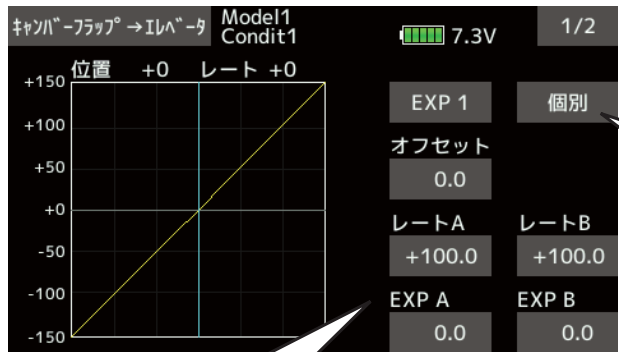 ｷｬﾝﾊﾞｰﾌﾗｯﾌﾟ→ｴﾚﾍﾞｰﾀ
Model1
Condit1
7.3V
1/2
位置 +0 レート +0
+150
+100
+50
+0
-50
-100
-150
EXP 1
個別
オフセット
0.0
レートA
レートB
+100.0
+100.0
EXP A
EXP B
0.0
0.0